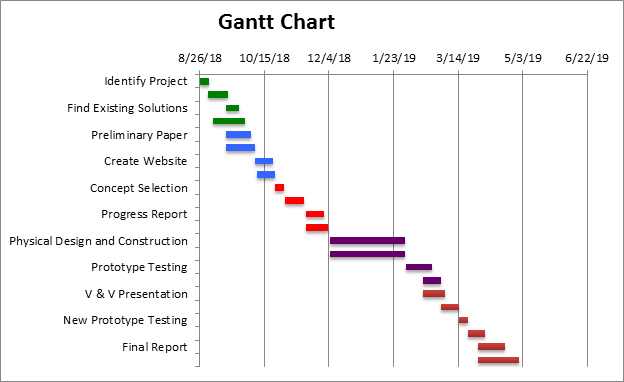 Gantt Chart
8/26/18 10/15/18 12/4/18 1/23/19 3/14/19 5/3/19 6/22/19
Identify Project
Find Existing Solutions
Preliminary Paper
Create Website
Concept Selection
Progress Report
Physical Design and Construction
Prototype Testing
V & V Presentation
New Prototype Testing
Final Report